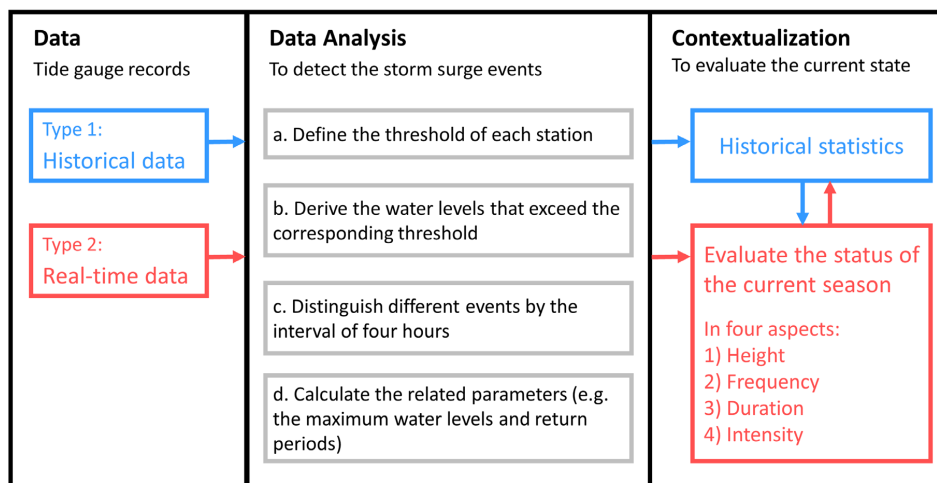 Data
Tide gauge records
Type 1:
Historical data
Type 2:
Real-time data
Data Analysis
To detect the storm surge events
a. Define the threshold of each station
b. Derive the water levels that exceed the
corresponding threshold
c. Distinguish different events by the
interval of four hours
d. Calculate the related parameters (e.g.
the maximum water levels and return
periods)
Contextualization
To evaluate the current state
Historical statistics
Evaluate the status of
the current season
In four aspects:
1) Height
2) Frequency
3) Duration
4) Intensity